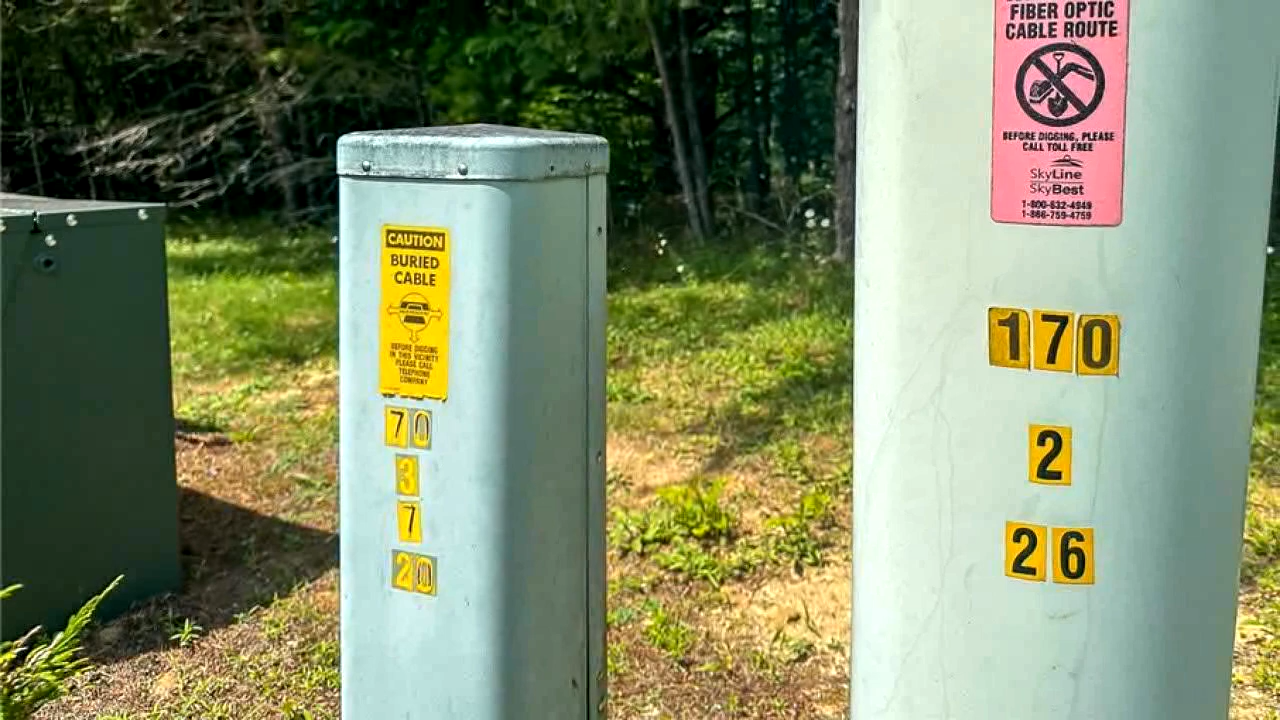 CAUTION
BURIED
CABLE
BEFORE DIGGING
IN THIS VICINITY
PLEASE CALL
TELEPHONE
COMPANY
70
3
7
20
FIBER OPTIC
CABLE ROUTE
BEFORE DIGGING, PLEASE
CALL TOLL FREE
SkyLine
SkyBest
1-800-632-4949
1-866-759-4759
170
2
26